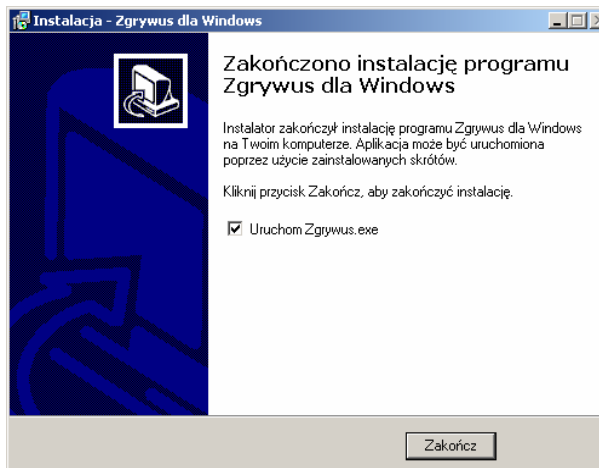 Instalacja - Zgrywus dla Windows
Zakończono instalację programu
Zgrywus dla Windows
Instalator zakończył instalację programu Zgrywus dla Windows
na Twoim komputerze. Aplikacja może być uruchomiona
poprzez użycie zainstalowanych skrótów.
Kliknij przycisk Zakończ, aby zakończyć instalację.
Uruchom Zgrywus.exe
Zakończ